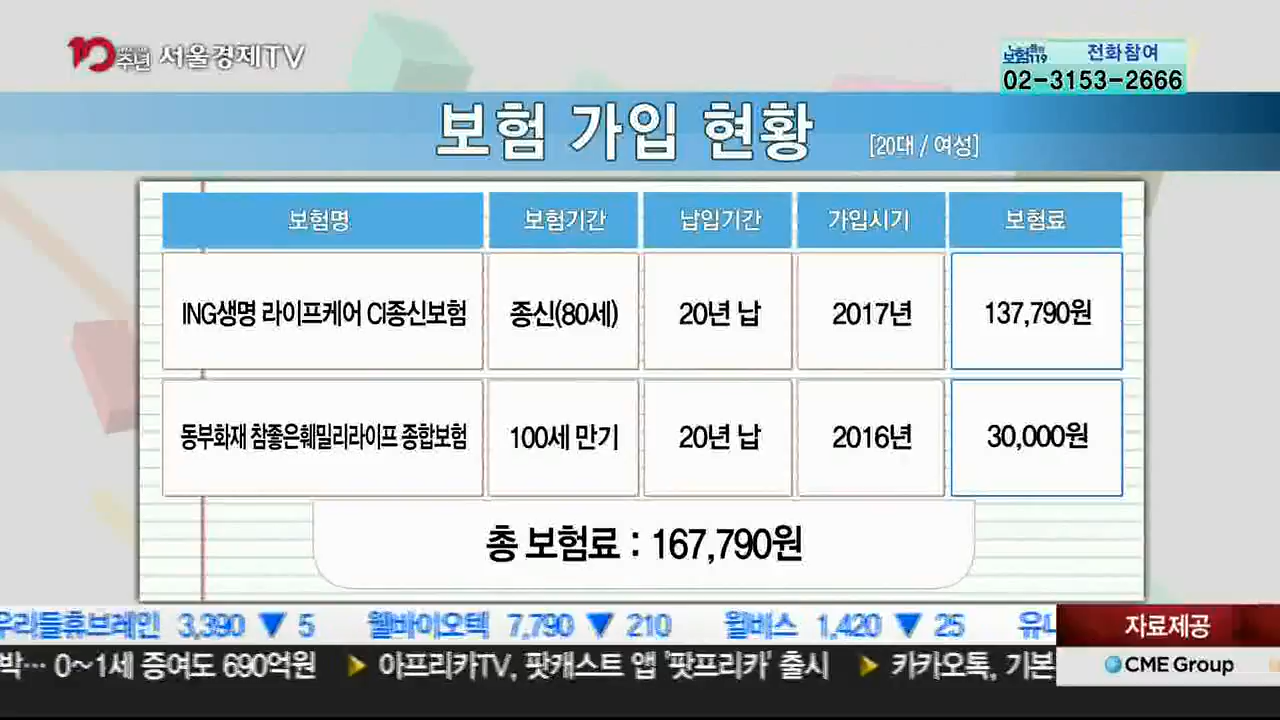 10주년 서울경제TV
보험119 전화참여
02-3153-2666
보험 가입 현황 [20대 / 여성]
보험명 보험기간 납입기간 가입시기 보험료
ING생명 라이프케어 CI종신보험 종신(80세) 20년 납 2017년 137,790원
동부화재 참좋은훼밀리라이프 종합보험 100세 만기 20년 납 2016년 30,000원
총 보험료 : 167,790원
우리들휴브레인 3,390 ▼ 5 웰바이오텍 7,790 ▼ 210 윌비스 1,420 ▼ 25 유니
자료제공
박… 0~1세 증여도 690억원 ▶ 아프리카TV, 팟캐스트 앱 '팟프리카' 출시 ▶ 카카오톡, 기본
CME Group